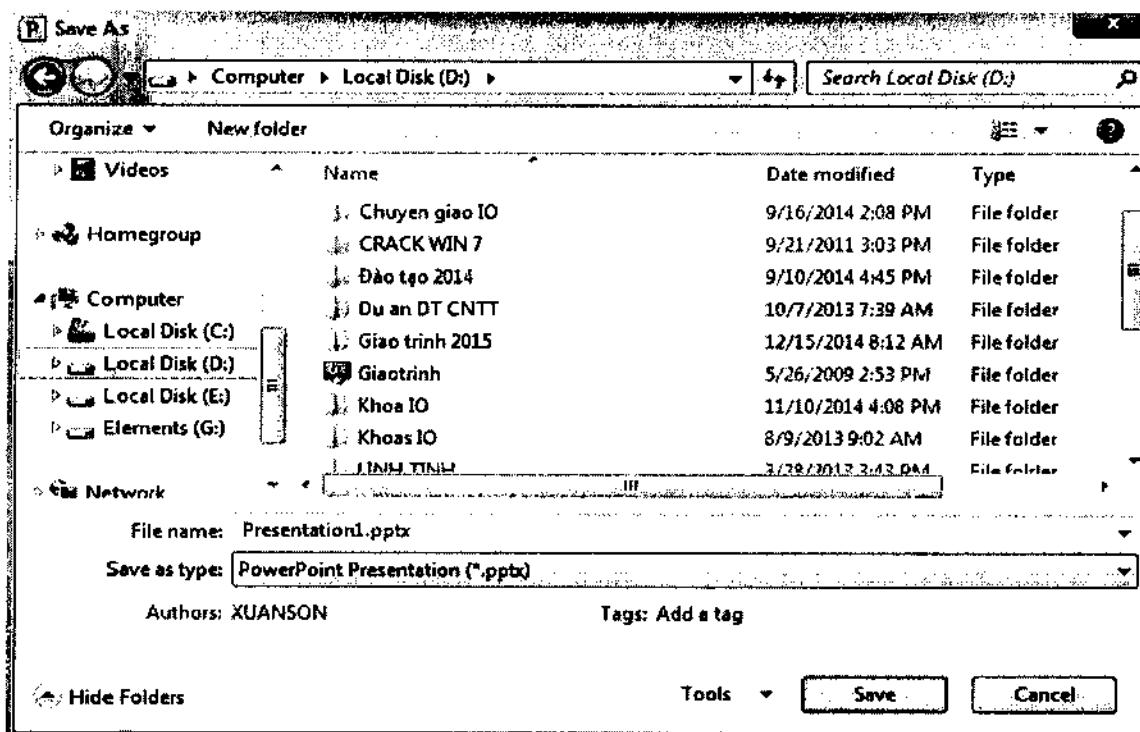 Save As
Computer Local Disk (D:)
Search Local Disk (D:)
Organize New folder
Videos
Homegroup
Computer
Local Disk (C:)
Local Disk (D:)
Local Disk (E:)
Elements (G:)
Network
Name Date modified Type
Chuyen giao IO 9/16/2014 2:08 PM File folder
CRACK WIN 7 9/21/2011 3:03 PM File folder
Đào tạo 2014 9/10/2014 4:45 PM File folder
Du an DT CNTT 10/7/2013 7:39 AM File folder
Giao trinh 2015 12/15/2014 8:12 AM File folder
Giaotrinh 5/26/2009 2:53 PM File folder
Khoa IO 11/10/2014 4:08 PM File folder
Khoas IO 8/9/2013 9:02 AM File folder
LINH TINH File folder
File name: Presentation1.pptx
Save as type: PowerPoint Presentation (*.pptx)
Authors: XUANSON Tags: Add a tag
Hide Folders Tools Save Cancel